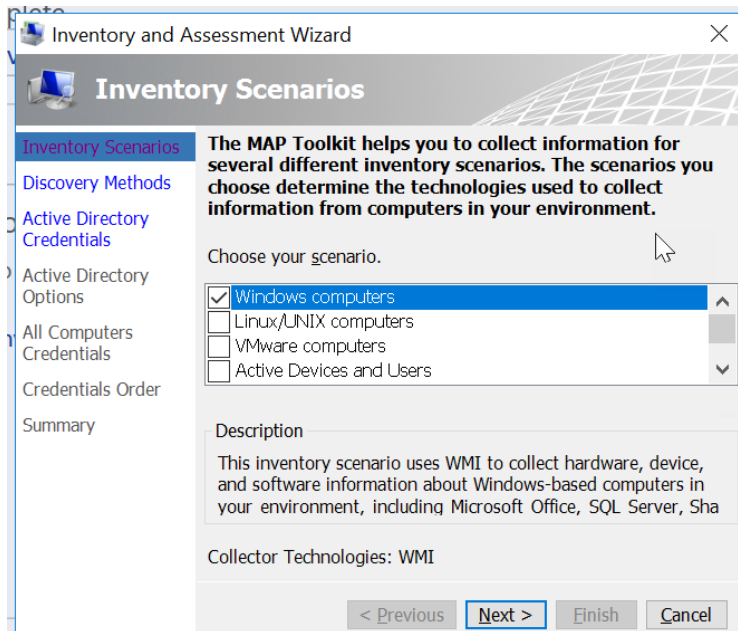 Inventory and Assessment Wizard
Inventory Scenarios
Inventory Scenarios
Discovery Methods
Active Directory
Credentials
Active Directory
Options
All Computers
Credentials
Credentials Order
Summary
The MAP Toolkit helps you to collect information for
several different inventory scenarios. The scenarios you
choose determine the technologies used to collect
information from computers in your environment.
Choose your scenario.
Windows computers
Linux/UNIX computers
VMware computers
Active Devices and Users
Description
This inventory scenario uses WMI to collect hardware, device,
and software information about Windows-based computers in
your environment, including Microsoft Office, SQL Server, Sha
Collector Technologies: WMI
< Previous
Next >
Finish
Cancel